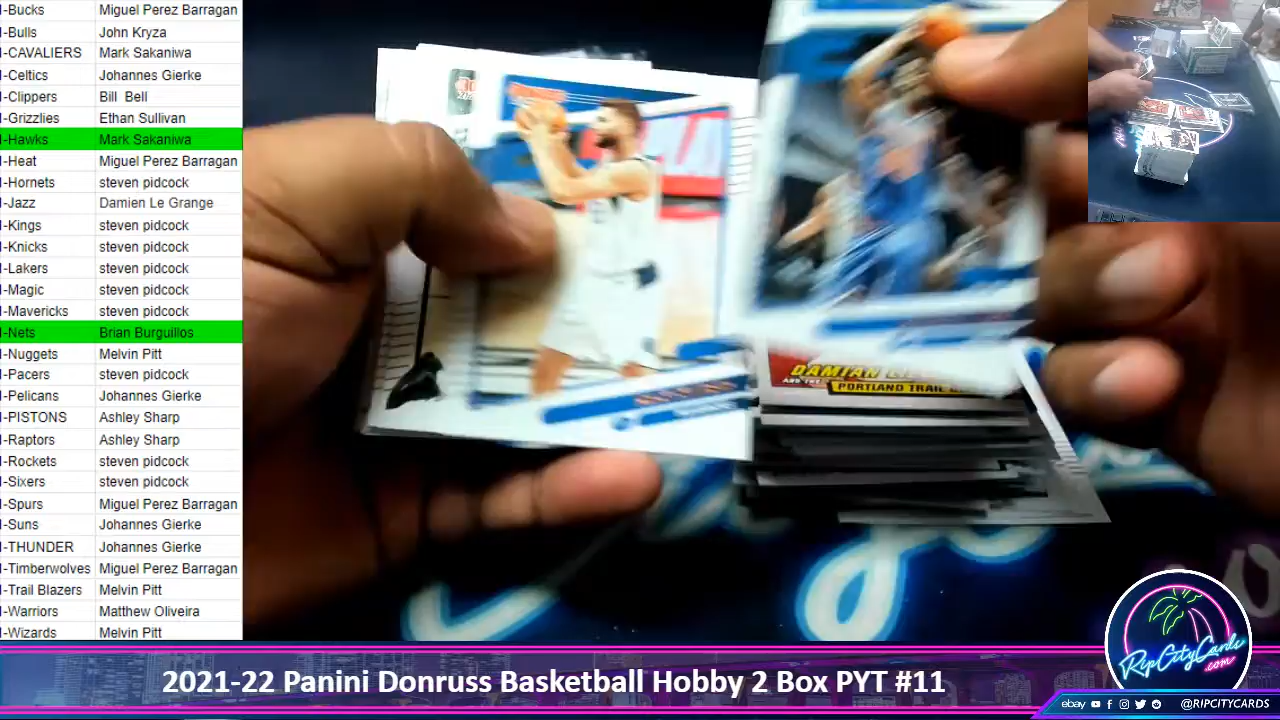 I-Bucks Miguel Perez Barragan
I-Bulls John Kryza
I-CAVALIERS Mark Sakaniwa
I-Celtics Johannes Gierke
I-Clippers Bill Bell
I-Grizzlies Ethan Sullivan
I-Hawks Mark Sakaniwa
I-Heat Miguel Perez Barragan
I-Hornets steven pidcock
I-Jazz Damien Le Grange
I-Kings steven pidcock
I-Knicks steven pidcock
I-Lakers steven pidcock
I-Magic steven pidcock
I-Mavericks steven pidcock
I-Nets Brian Burguillos
I-Nuggets Melvin Pitt
I-Pacers steven pidcock
I-Pelicans Johannes Gierke
I-PISTONS Ashley Sharp
I-Raptors Ashley Sharp
I-Rockets steven pidcock
I-Sixers steven pidcock
I-Spurs Miguel Perez Barragan
I-Suns Johannes Gierke
I-THUNDER Johannes Gierke
I-Timberwolves Miguel Perez Barragan
I-Trail Blazers Melvin Pitt
I-Warriors Matthew Oliveira
I-Wizards Melvin Pitt
DAMIAN
AND THE PORTLAND TRAIL
RipCityCards
.com
2021-22 Panini Donruss Basketball Hobby 2 Box PYT #11
ebay @RIPCITYCARDS